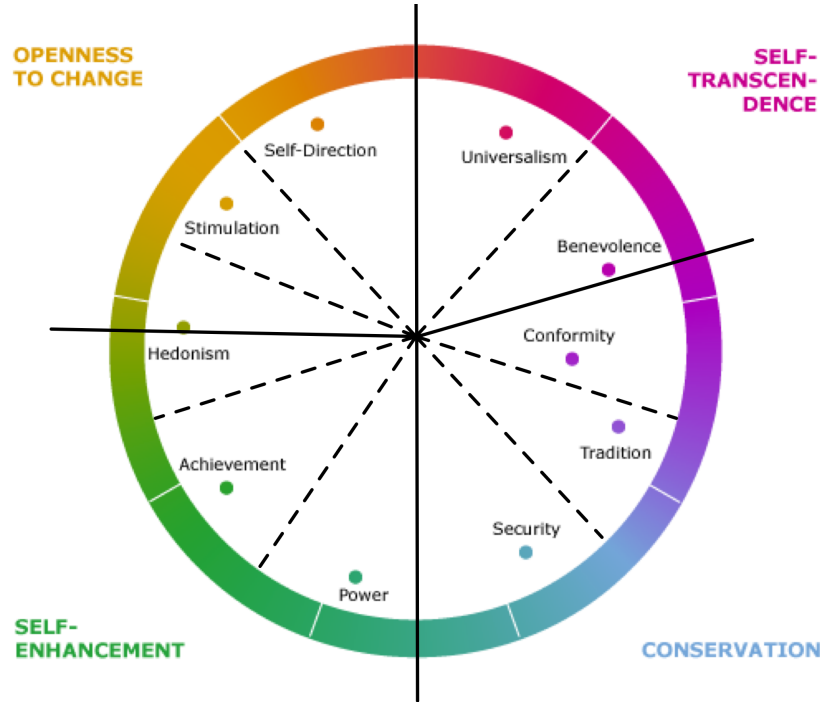 OPENNESS
TO CHANGE
SELF-
TRANSCEN-
DENCE
Self-Direction
Universalism
Stimulation
Benevolence
Conformity
Hedonism
Tradition
Achievement
Security
Power
SELF-
ENHANCEMENT
CONSERVATION